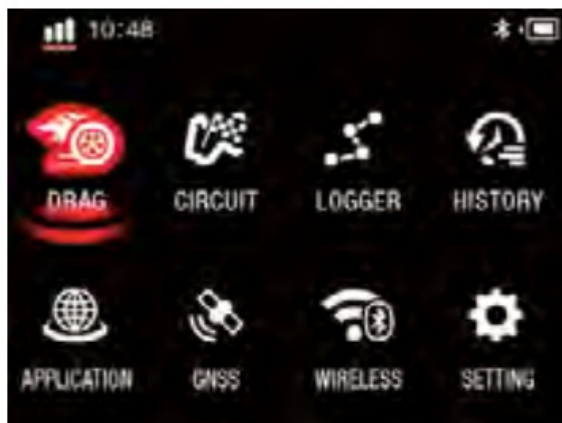 10:48
DRAG CIRCUIT LOGGER HISTORY
APPLICATION GNSS WIRELESS SETTING